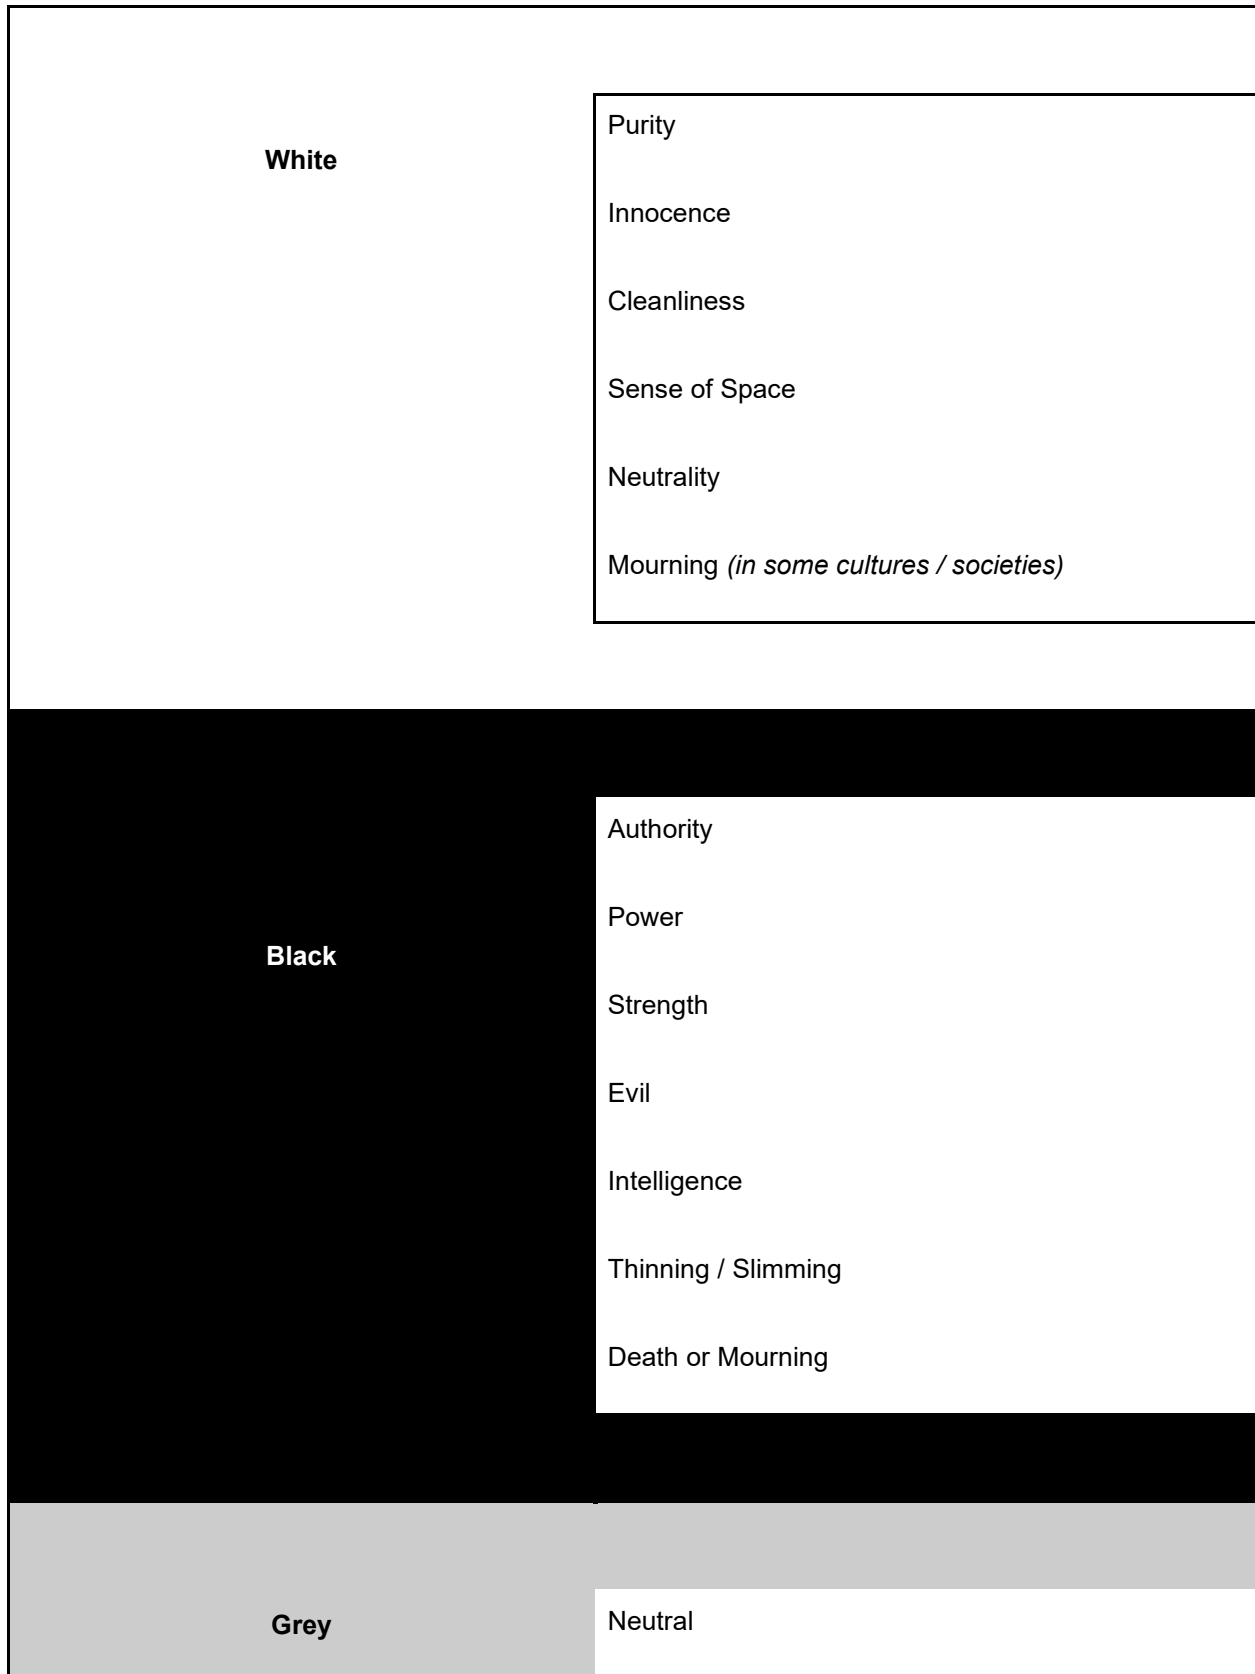 White
Purity
Innocence
Cleanliness
Sense of Space
Neutrality
Mourning (in some cultures / societies)
Black
Authority
Power
Strength
Evil
Intelligence
Thinning / Slimming
Death or Mourning
Grey
Neutral